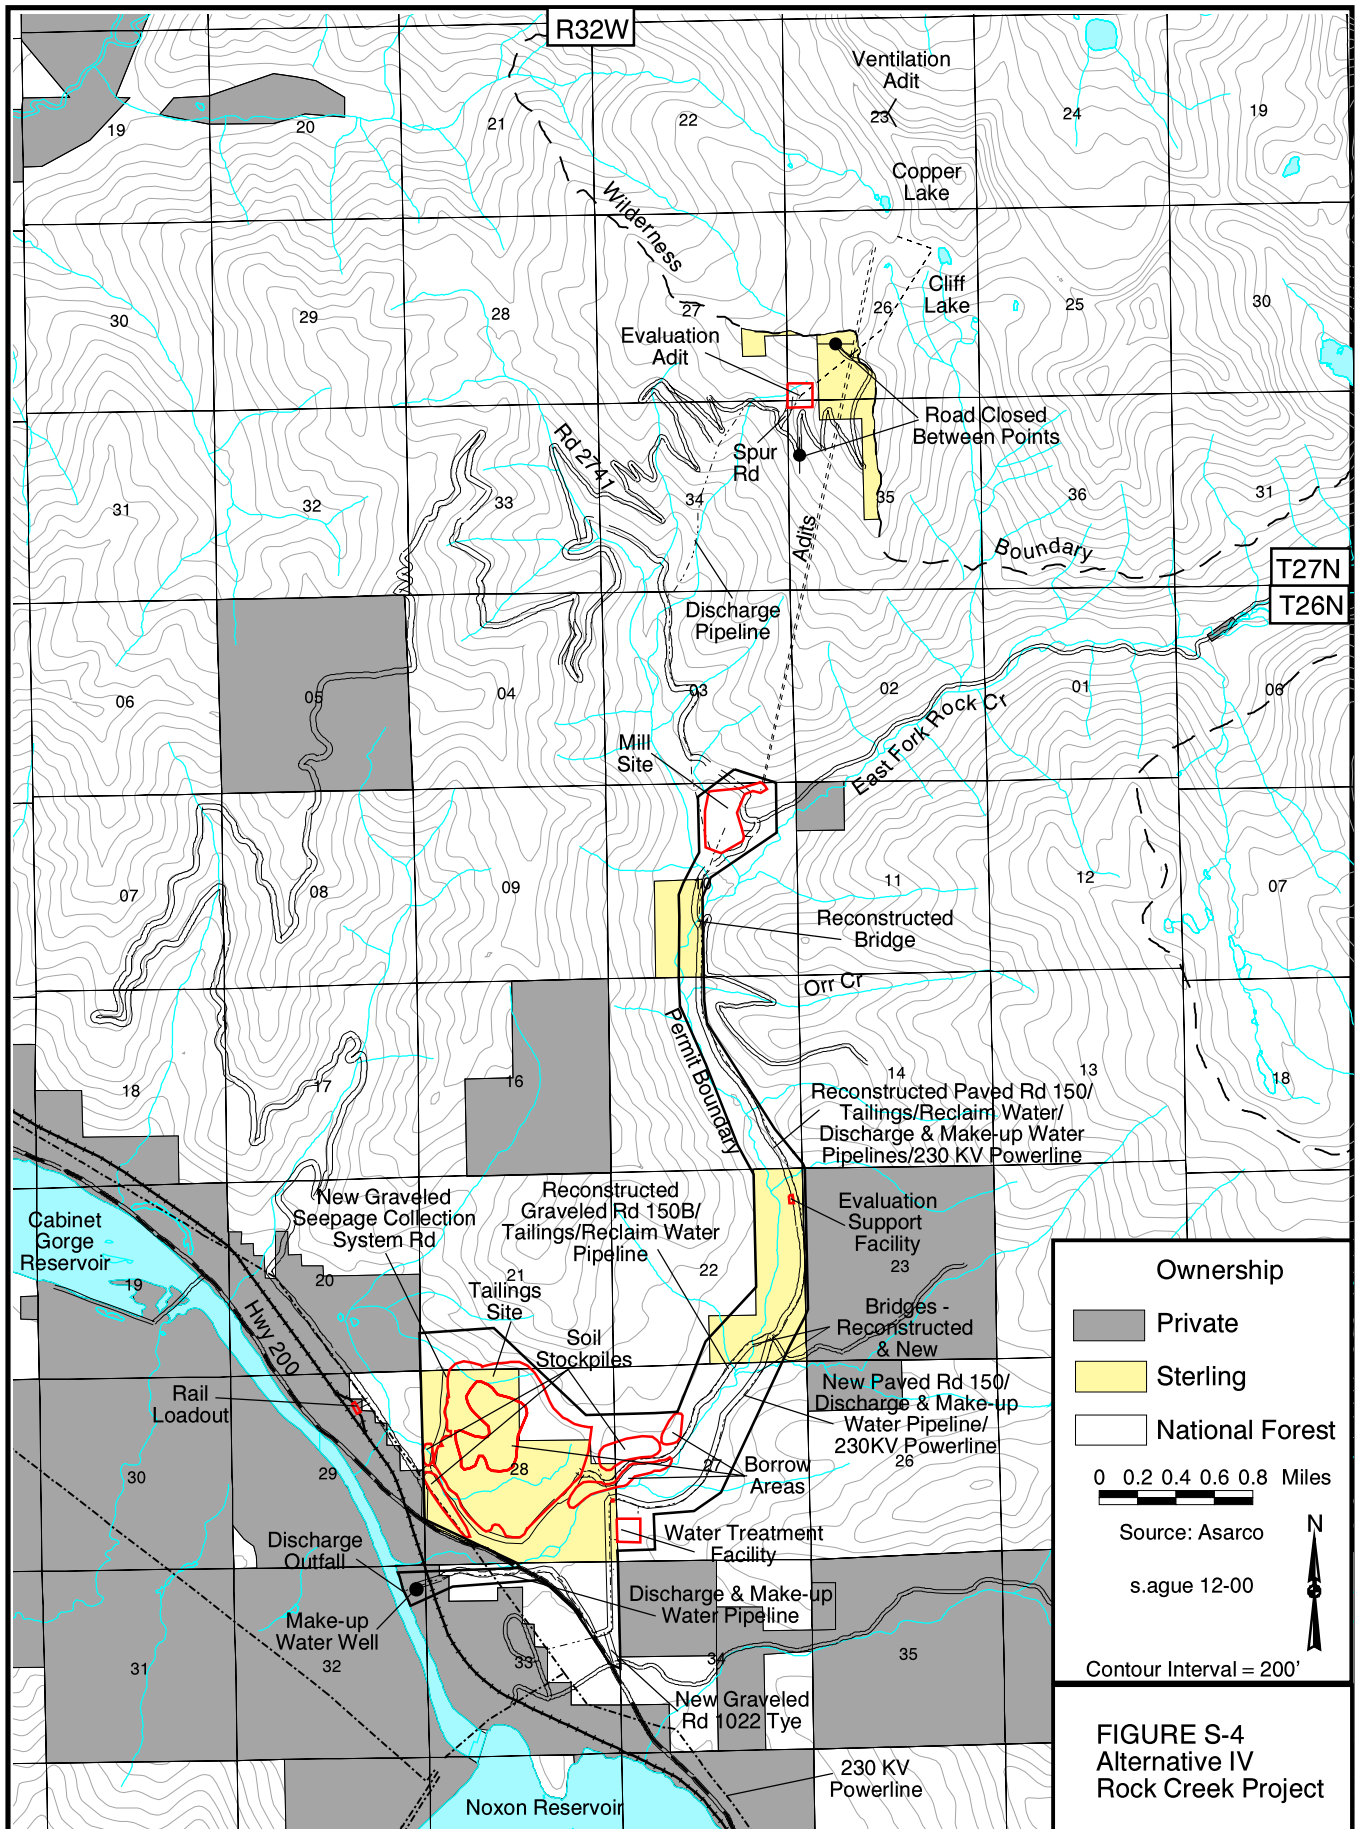 R32W
Ventilation
Adit
23
24
19
19
20
21
22
Copper
Lake
Wilderness
Cliff
Lake
30
29
28
27
26
25
30
Evaluation
Adit
Road Closed
Between Points
Rd 2741
Spur
Rd
31
32
33
34
35
36
31
Adits
Boundary
T27N
T26N
Discharge
Pipeline
06
05
04
03
02
01
06
East Fork Rock Cr
Mill
Site
07
08
09
10
11
12
07
Reconstructed
Bridge
Orr Cr
Permit Boundary
18
17
16
14
13
18
Reconstructed Paved Rd 150/
Tailings/Reclaim Water/
Discharge & Make-up Water
Pipelines/230 KV Powerline
New Graveled
Seepage Collection
System Rd
Reconstructed
Graveled Rd 150B/
Tailings/Reclaim Water
Pipeline
Evaluation
Support
Facility
Cabinet
Gorge
Reservoir
19
20
21
22
23
Tailings
Site
Hwy 200
Soil
Stockpiles
Bridges -
Reconstructed
& New
Rail
Loadout
New Paved Rd 150/
Discharge & Make-up
Water Pipeline/
230KV Powerline
30
29
28
27
26
Borrow
Areas
Discharge
Outfall
Water Treatment
Facility
Make-up
Water Well
Discharge & Make-up
Water Pipeline
31
32
33
34
35
New Graveled
Rd 1022 Tye
230 KV
Powerline
Noxon Reservoir
Ownership
Private
Sterling
National Forest
0 0.2 0.4 0.6 0.8 Miles
Source: Asarco
N
s.ague 12-00
Contour Interval = 200'
FIGURE S-4
Alternative IV
Rock Creek Project